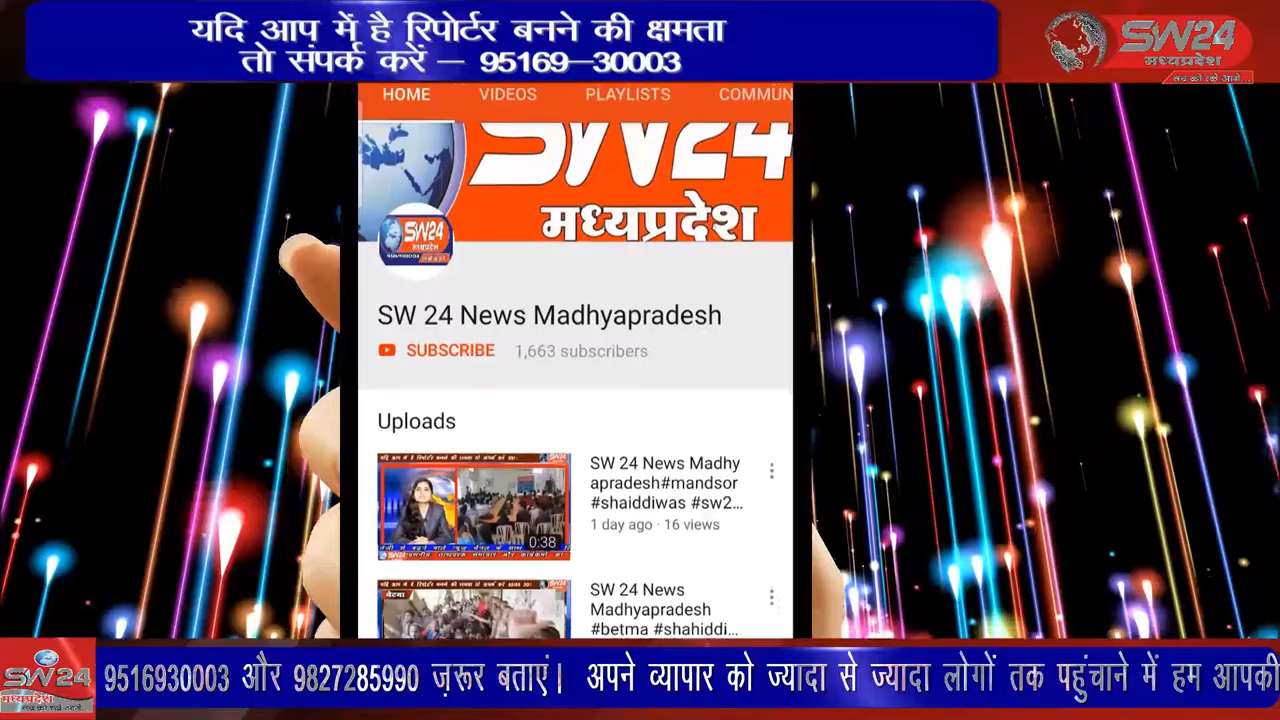 यदि आप में है रिपोर्टर बनने की क्षमता
तो संपर्क करें – 95169–30003
SW24
मध्यप्रदेश
HOME VIDEOS PLAYLISTS COMMUN
SW24
मध्यप्रदेश
SW24
SW 24 News Madhyapradesh
SUBSCRIBE 1,663 subscribers
Uploads
SW 24 News Madhy
apradesh#mandsor
#shaiddiwas #sw2...
1 day ago · 16 views
0:38
SW 24 News
Madhyapradesh
#betma #shahiddi...
बेटमा
SW24
मध्यप्रदेश
9516930003 और 9827285990 ज़रूर बताएं। अपने व्यापार को ज्यादा से ज्यादा लोगों तक पहुंचाने में हम आपकी